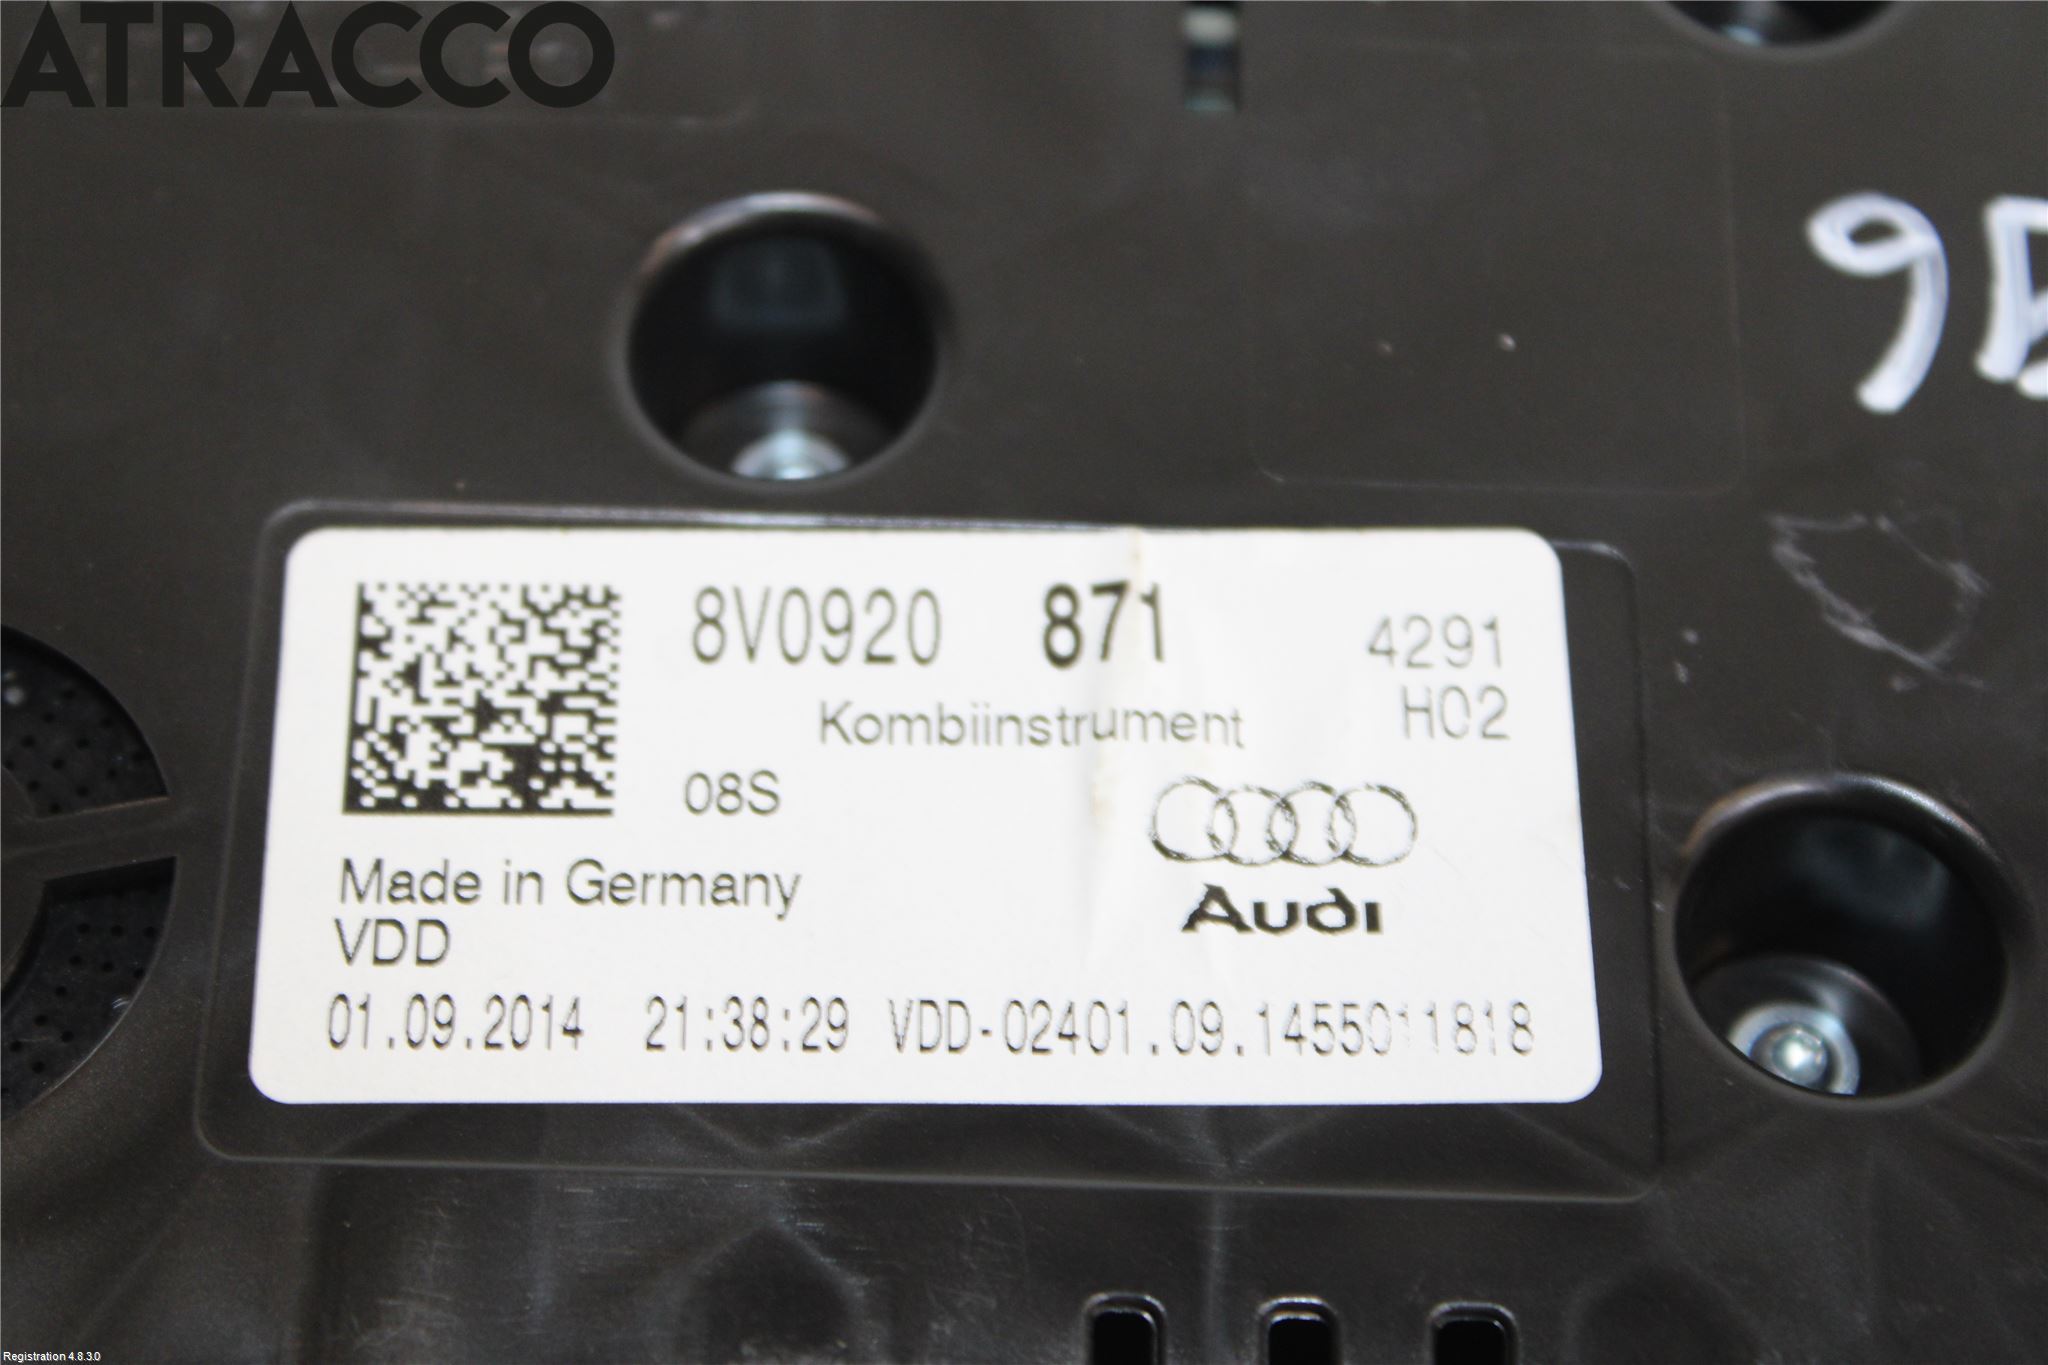 ATRACCO
8V0920 871 4291
Kombiinstrument H02
08S
Audi
Made in Germany
VDD
01.09.2014 21:38:29 VDD-02401.09.1455011818
Registration 4.8.3.0